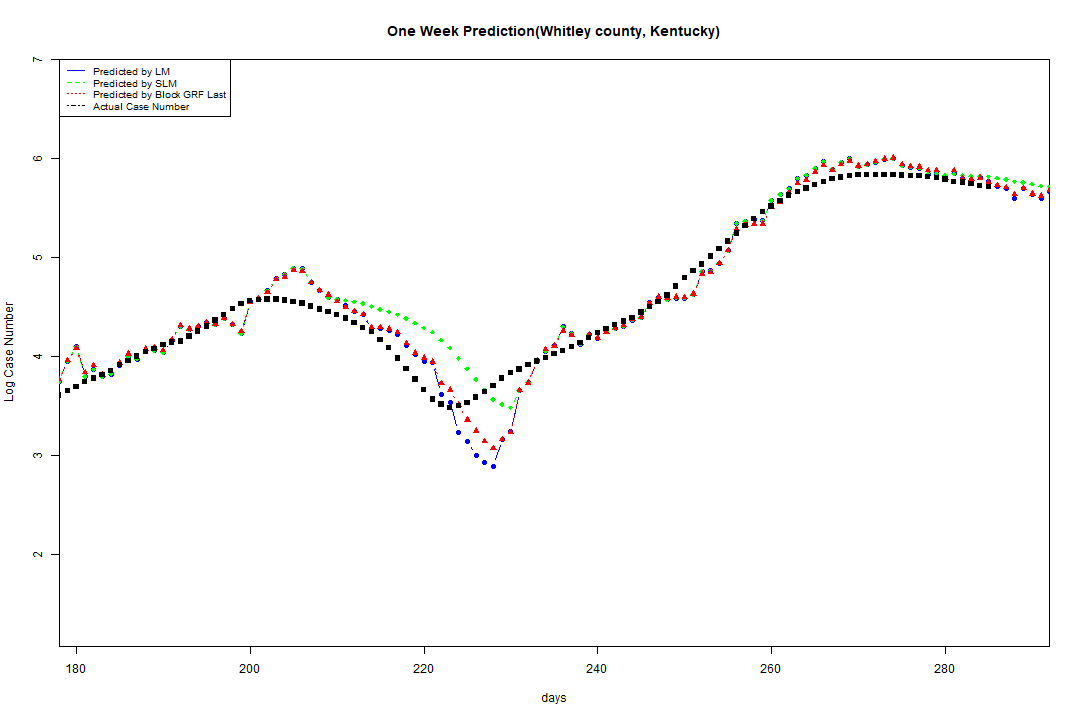 One Week Prediction(Whitley county, Kentucky)
Predicted by LM
Predicted by SLM
Predicted by Block GRF Last
Actual Case Number
Log Case Number
7
6
5
4
3
2
180 200 220 240 260 280
days